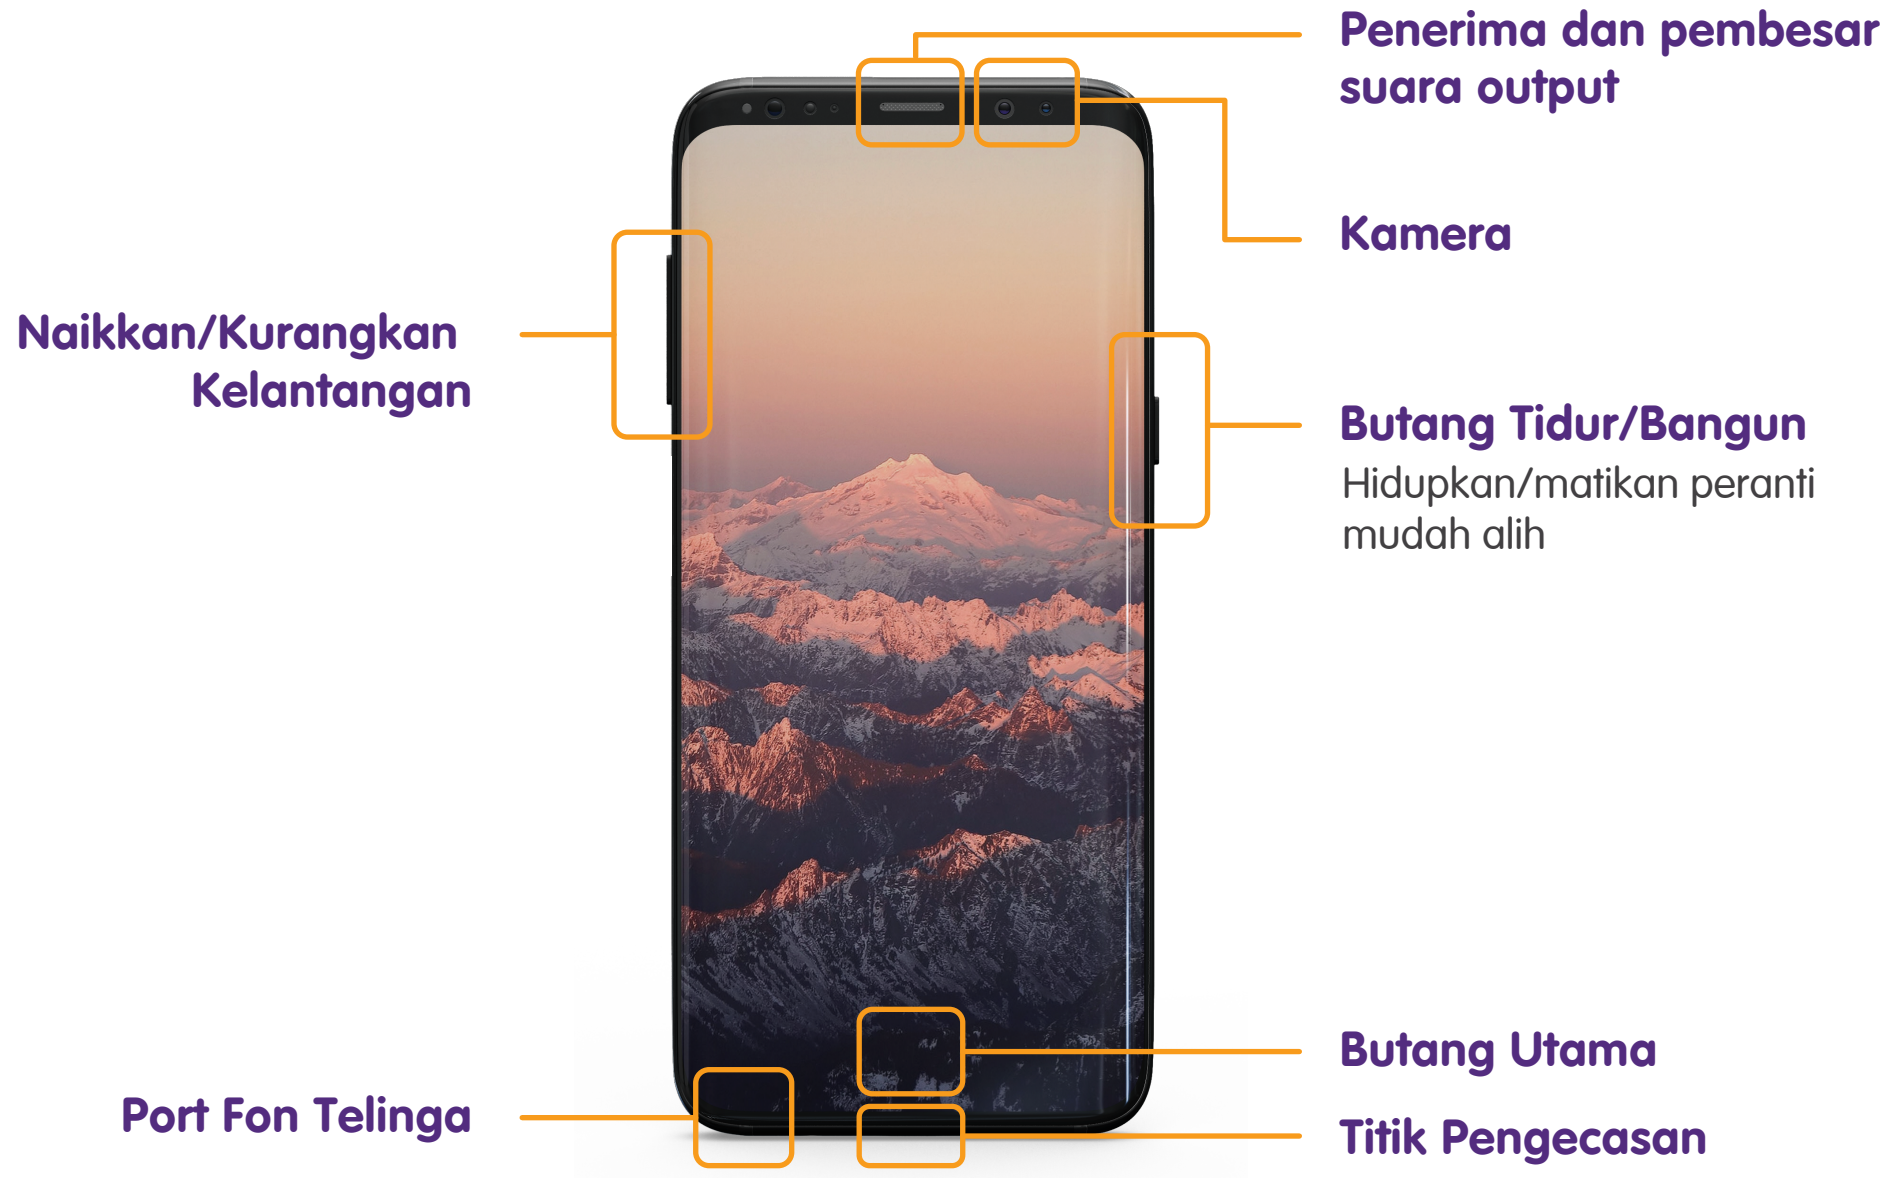 Penerima dan pembesar
suara output
Kamera
Naikkan/Kurangkan
Kelantangan
Butang Tidur/Bangun
Hidupkan/matikan peranti
mudah alih
Butang Utama
Port Fon Telinga
Titik Pengecasan